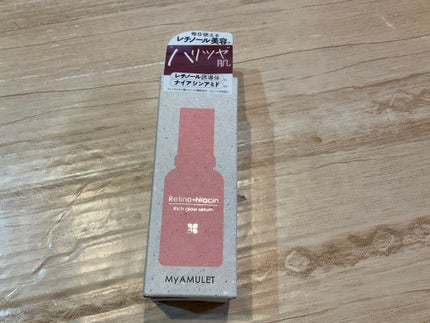 毎日使える
レチノール美容
ハリツヤ
肌
レチノール誘導体
ナイアシンアミド
Retino+Niacin
Rich glow serum
MyAMULET